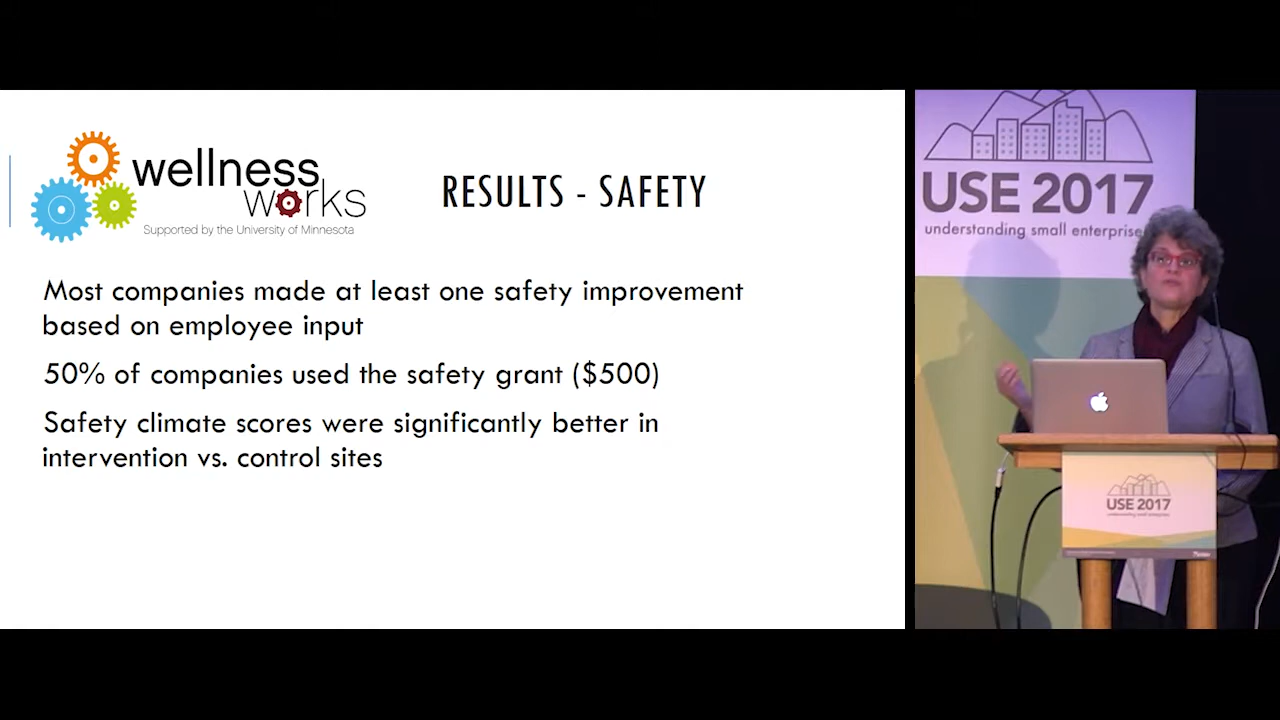 wellness
works
Supported by the University of Minnesota
RESULTS - SAFETY
Most companies made at least one safety improvement
based on employee input
50% of companies used the safety grant ($500)
Safety climate scores were significantly better in
intervention vs. control sites
USE 2017
understanding small enterprise
USE 2017
understanding small enterprises